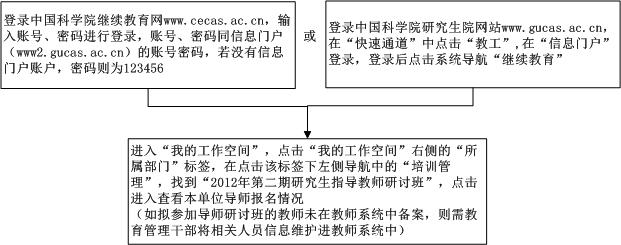 登录中国科学院继续教育网www.cecas.ac.cn，输
入账号、密码进行登录，账号、密码同信息门户
（www2.gucas.ac.cn）的账号密码，若没有信息
门户账户，密码则为123456
或
登录中国科学院研究生院网站www.gucas.ac.cn，
在“快速通道”中点击“教工”,在“信息门户”
登录，登录后点击系统导航“继续教育”
进入“我的工作空间”，点击“我的工作空间”右侧的“所
属部门”标签，在点击该标签下左侧导航中的“培训管
理”，找到“2012年第二期研究生指导教师研讨班”，点击
进入查看本单位导师报名情况
（如拟参加导师研讨班的教师未在教师系统中备案，则需教
育管理干部将相关人员信息维护进教师系统中）